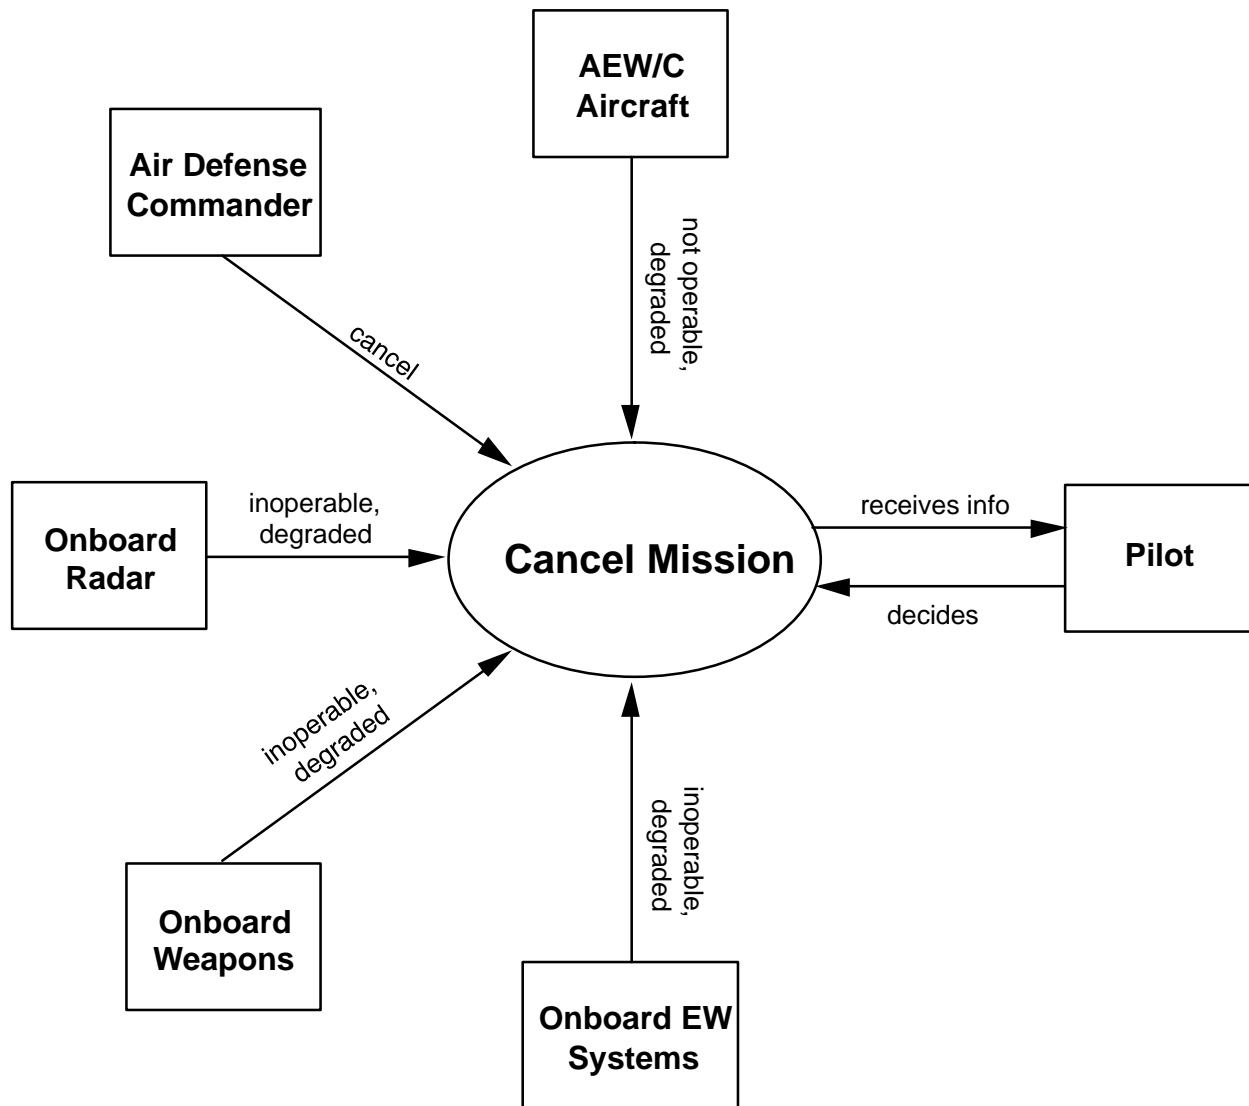 AEW/C
Aircraft
Air Defense
Commander
not operable,
degraded
cancel
Onboard
Radar
inoperable,
degraded
Cancel Mission
receives info
decides
Pilot
inoperable,
degraded
Onboard
Weapons
inoperable,
degraded
Onboard EW
Systems